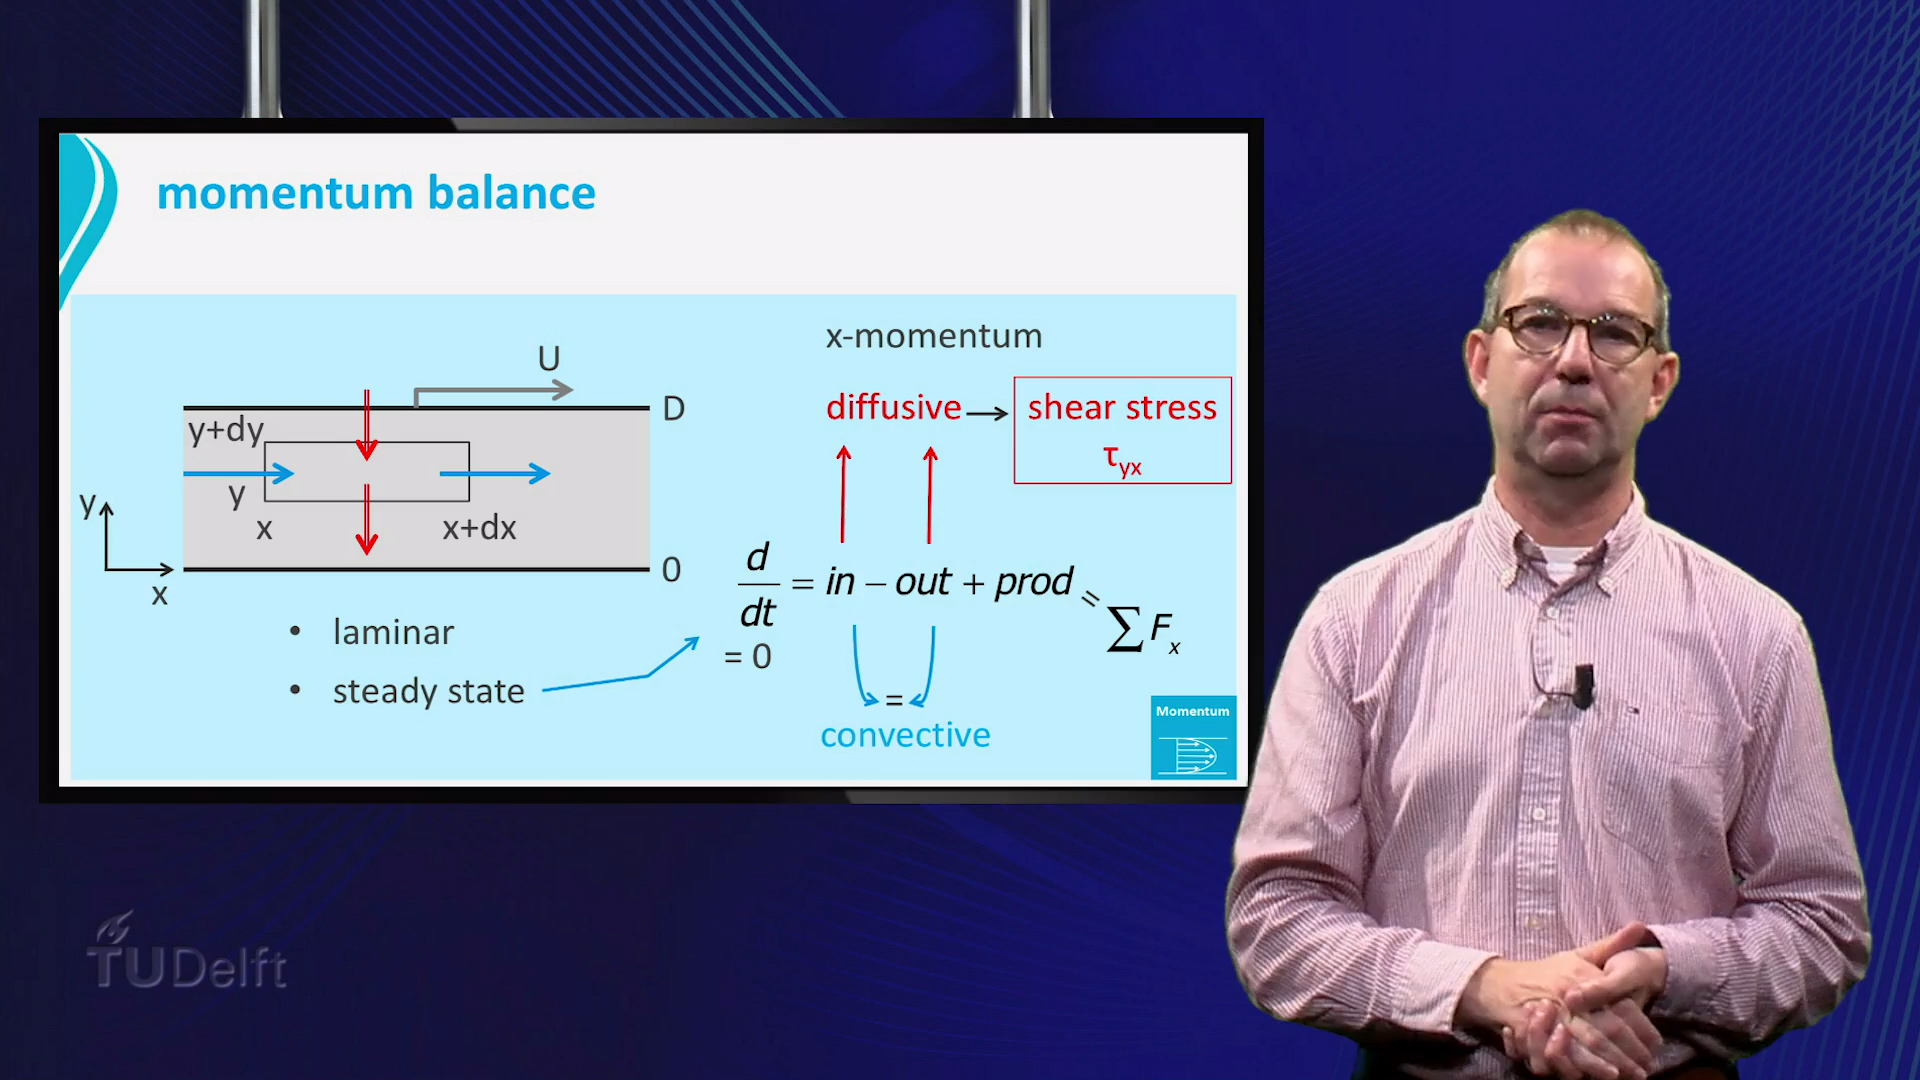 momentum balance
x-momentum
U
D
y+dy
y
x
x+dx
y
x
0
diffusive
shear stress
τyx
d
dt
= in − out + prod
=
∑Fx
= 0
• laminar
• steady state
=
convective
Momentum
TUDelft